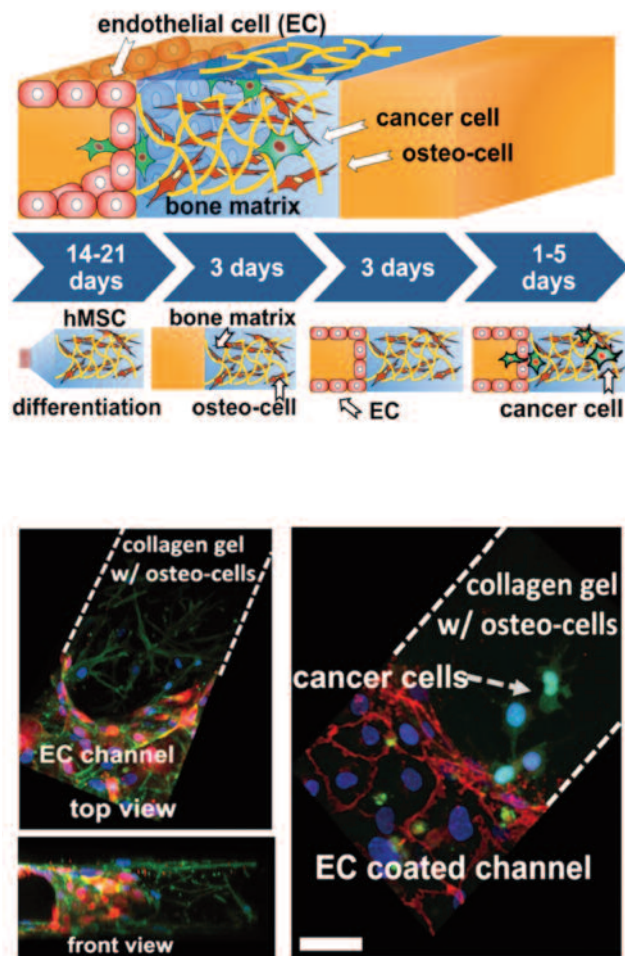 endothelial cell (EC)
cancer cell
osteo-cell
bone matrix
14-21
days
3 days
3 days
1-5
days
hMSC
differentiation
bone matrix
osteo-cell
EC
cancer cell
collagen gel
w/ osteo-cells
EC channel
top view
front view
collagen gel
w/ osteo-cells
cancer cells
EC coated channel